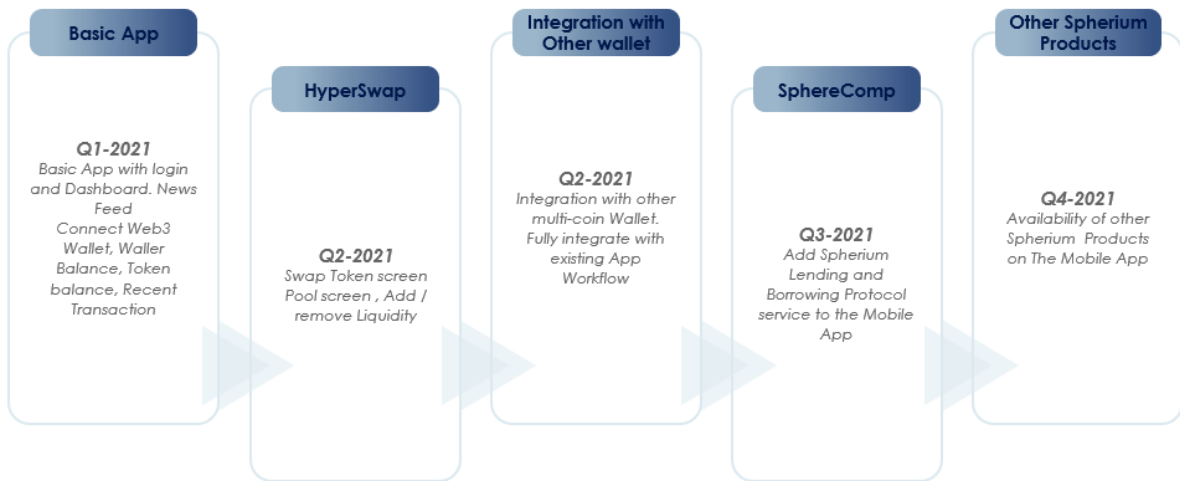 Basic App
Q1-2021
Basic App with login
and Dashboard. News
Feed
Connect Web3
Wallet, Waller
Balance, Token
balance, Recent
Transaction
HyperSwap
Q2-2021
Swap Token screen
Pool screen , Add /
remove Liquidity
Integration with
Other wallet
Q2-2021
Integration with other
multi-coin Wallet.
Fully integrate with
existing App
Workflow
SphereComp
Q3-2021
Add Spherium
Lending and
Borrowing Protocol
service to the Mobile
App
Other Spherium
Products
Q4-2021
Availability of other
Spherium Products
on The Mobile App